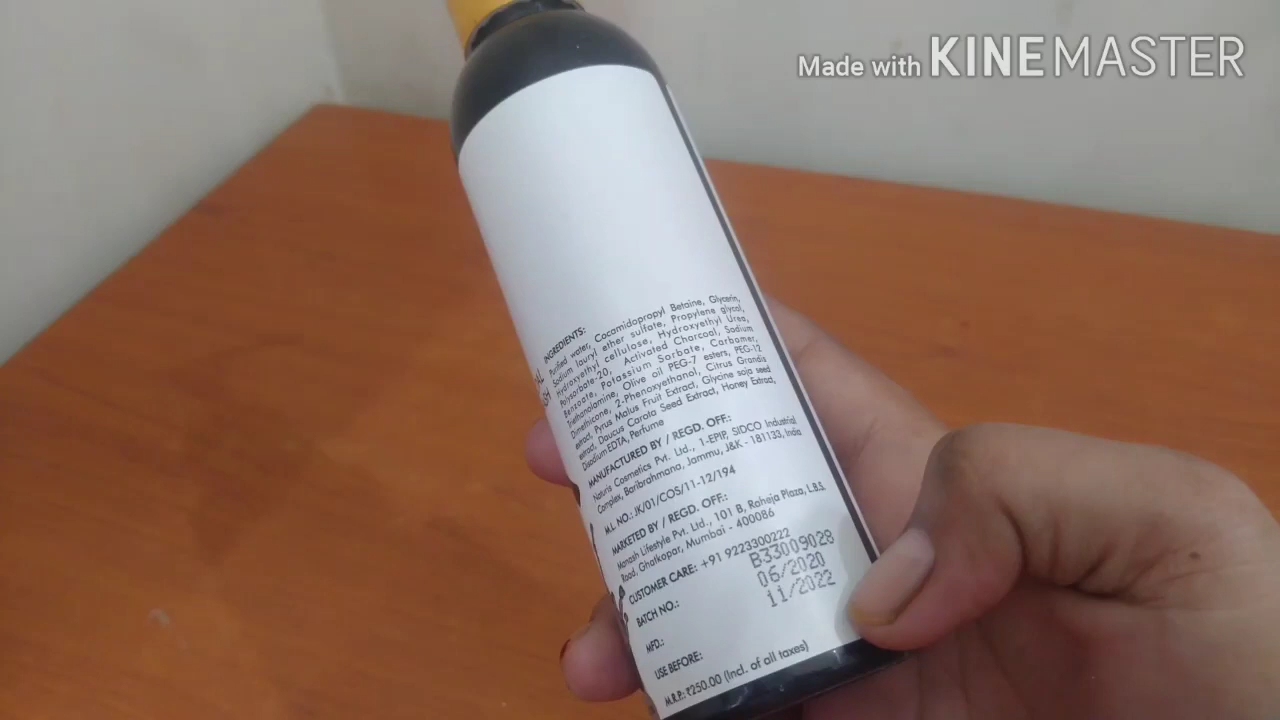 Made with KINEMASTER
INGREDIENTS:
Purified water, Cocamidopropyl Betaine, Glycerin,
Sodium lauryl ether sulfate, Propylene glycol,
Hydroxyethyl cellulose, Hydroxyethyl Urea,
Polysorbate-20, Activated Charcoal, Sodium
Benzoate, Potassium Sorbate, Carbomer,
Triethanolamine, Olive oil PEG-7 esters, PEG-12
Dimethicone, 2-Phenoxyethanol, Citrus Grandis
extract, Pyrus Malus Fruit Extract, Glycine soja seed
extract, Daucus Carota Seed Extract, Honey Extract,
Disodium EDTA, Perfume
MANUFACTURED BY / REGD. OFF.:
Naturis Cosmetics Pvt. Ltd., 1-EPIP, SIDCO Industrial
Complex, Baribrahmana, Jammu, J&K - 181133, India
M.L NO.: JK/01/COS/11-12/194
MARKETED BY / REGD. OFF.:
Manash Lifestyle Pvt. Ltd., 101 B, Raheja Plaza, L.B.S.
Road, Ghatkopar, Mumbai - 400086
CUSTOMER CARE: +91 9223300222
BATCH NO.: B33009028
MFD.: 06/2020
USE BEFORE: 11/2022
M.R.P.: ₹250.00 (Incl. of all taxes)